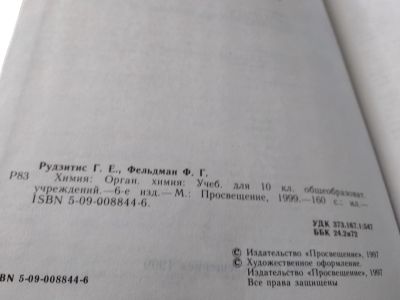 Рудзитис Г. Е., Фельдман Ф. Г.
Р83 Химия: Орган. химия: Учеб. для 10 кл. общеобразоват.
учреждений.—6-е изд.—М.: Просвещение, 1999.—160 с.: ил.—
ISBN 5-09-008844-6.
УДК 373.167.1:547
ББК 24.2я72
© Издательство «Просвещение», 1997
© Художественное оформление.
Издательство «Просвещение», 1997
Все права защищены
BN 5-09-008844-6